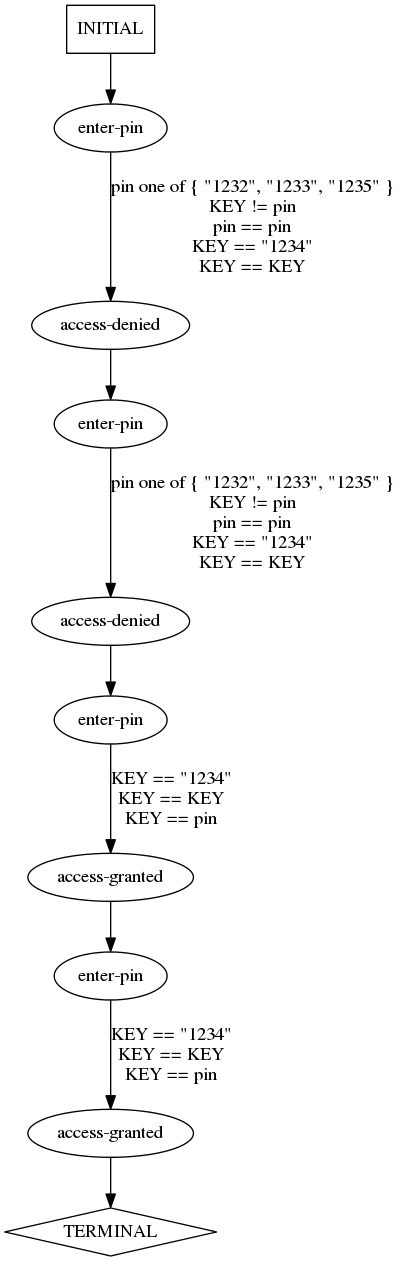 INITIAL
enter-pin
pin one of { "1232", "1233", "1235" }
KEY != pin
pin == pin
KEY == "1234"
KEY == KEY
access-denied
enter-pin
pin one of { "1232", "1233", "1235" }
KEY != pin
pin == pin
KEY == "1234"
KEY == KEY
access-denied
enter-pin
KEY == "1234"
KEY == KEY
KEY == pin
access-granted
enter-pin
KEY == "1234"
KEY == KEY
KEY == pin
access-granted
TERMINAL